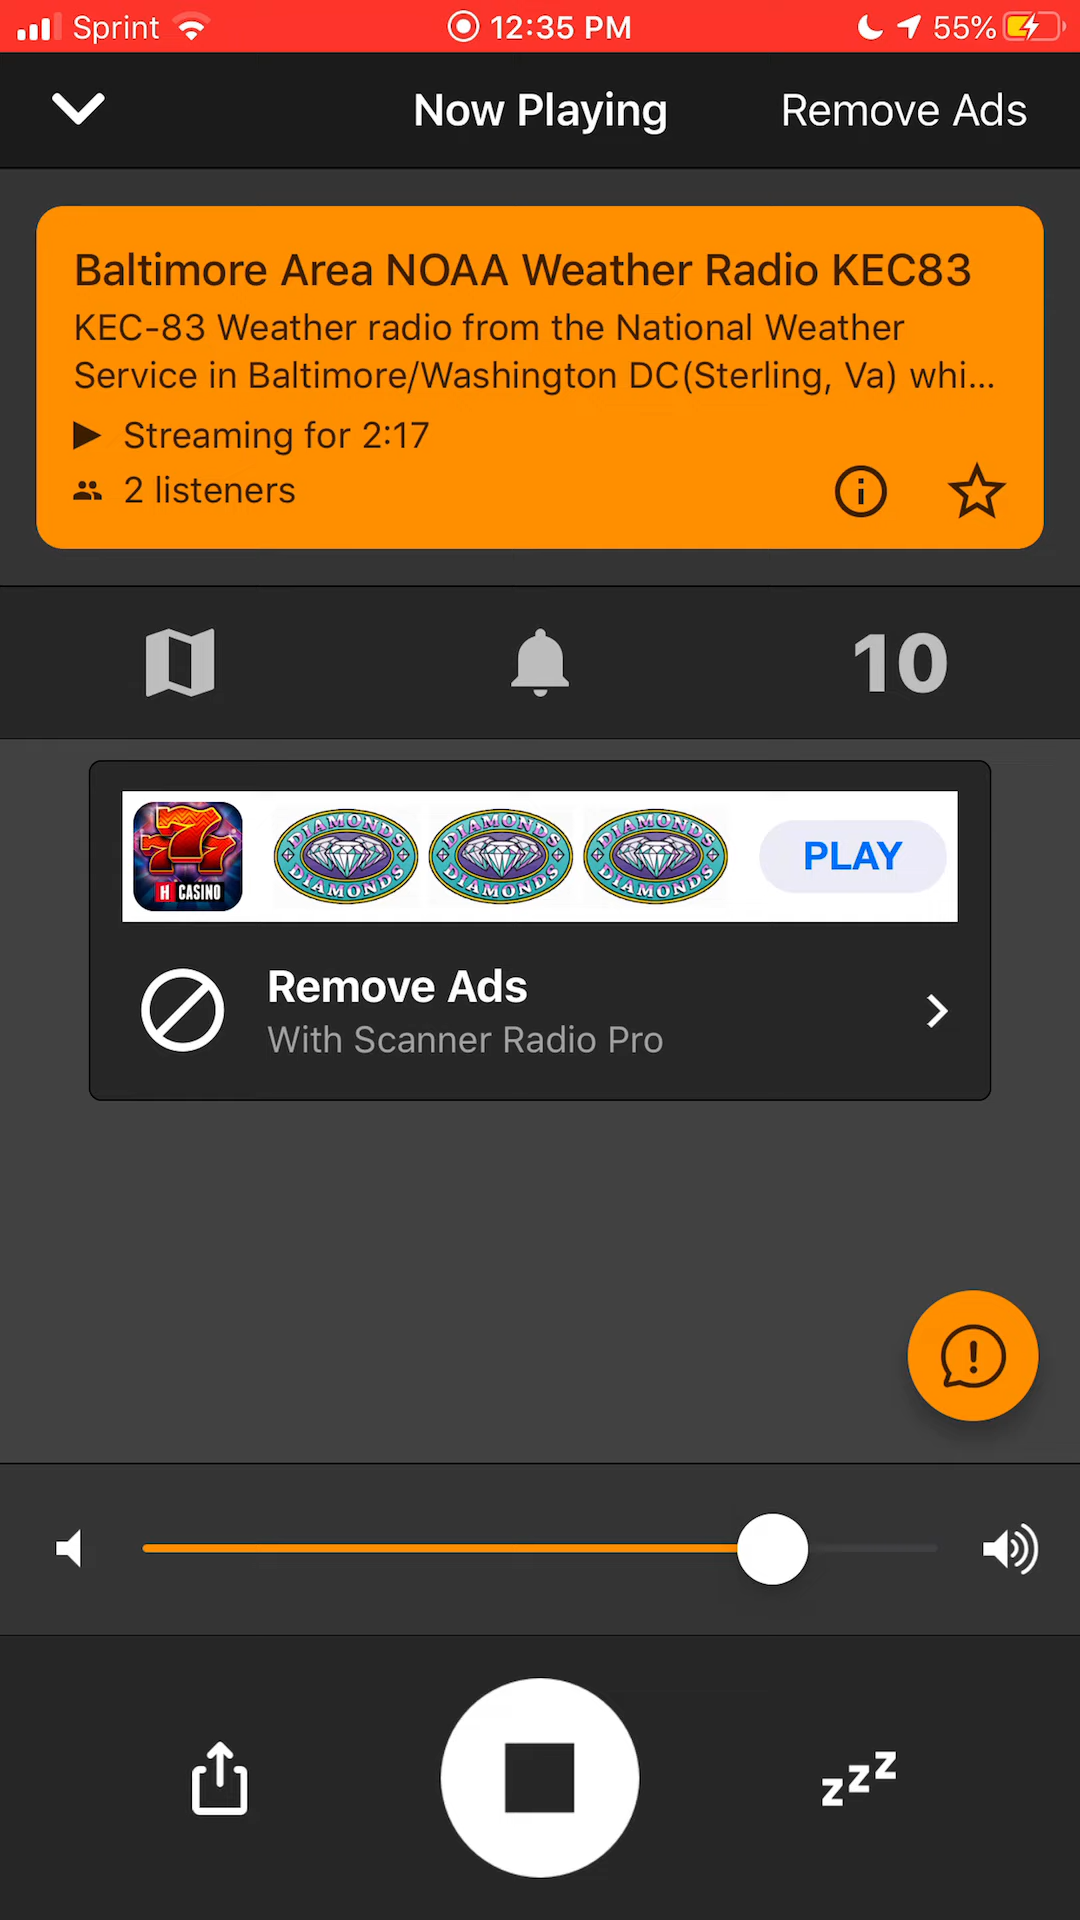 Sprint 12:35 PM 55%
Now Playing Remove Ads
Baltimore Area NOAA Weather Radio KEC83
KEC-83 Weather radio from the National Weather
Service in Baltimore/Washington DC(Sterling, Va) whi...
Streaming for 2:17
2 listeners
10
777
H CASINO
DIAMONDS DIAMONDS DIAMONDS
DIAMONDS DIAMONDS DIAMONDS
PLAY
Remove Ads
With Scanner Radio Pro
zzz